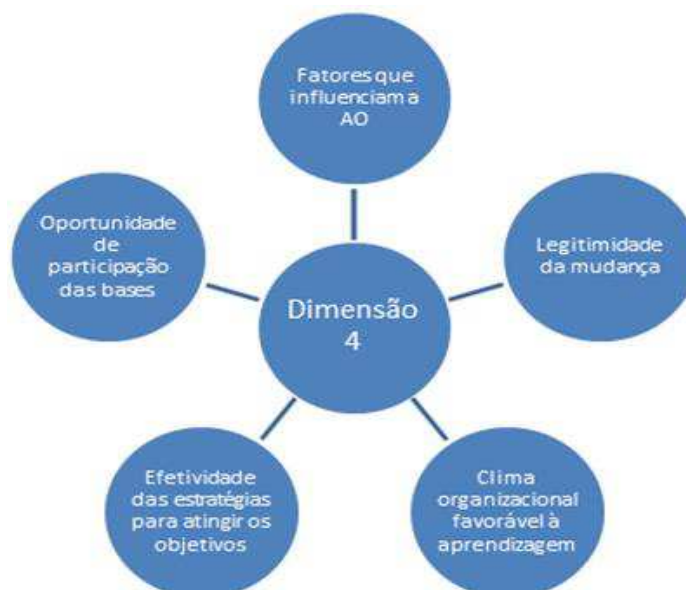 Fatores que
influenciam a
AO
Oportunidade
de
participação
das bases
Legitimidade
da mudança
Dimensão
4
Efetividade
das estratégias
para atingir os
objetivos
Clima
organizacional
favorável à
aprendizagem